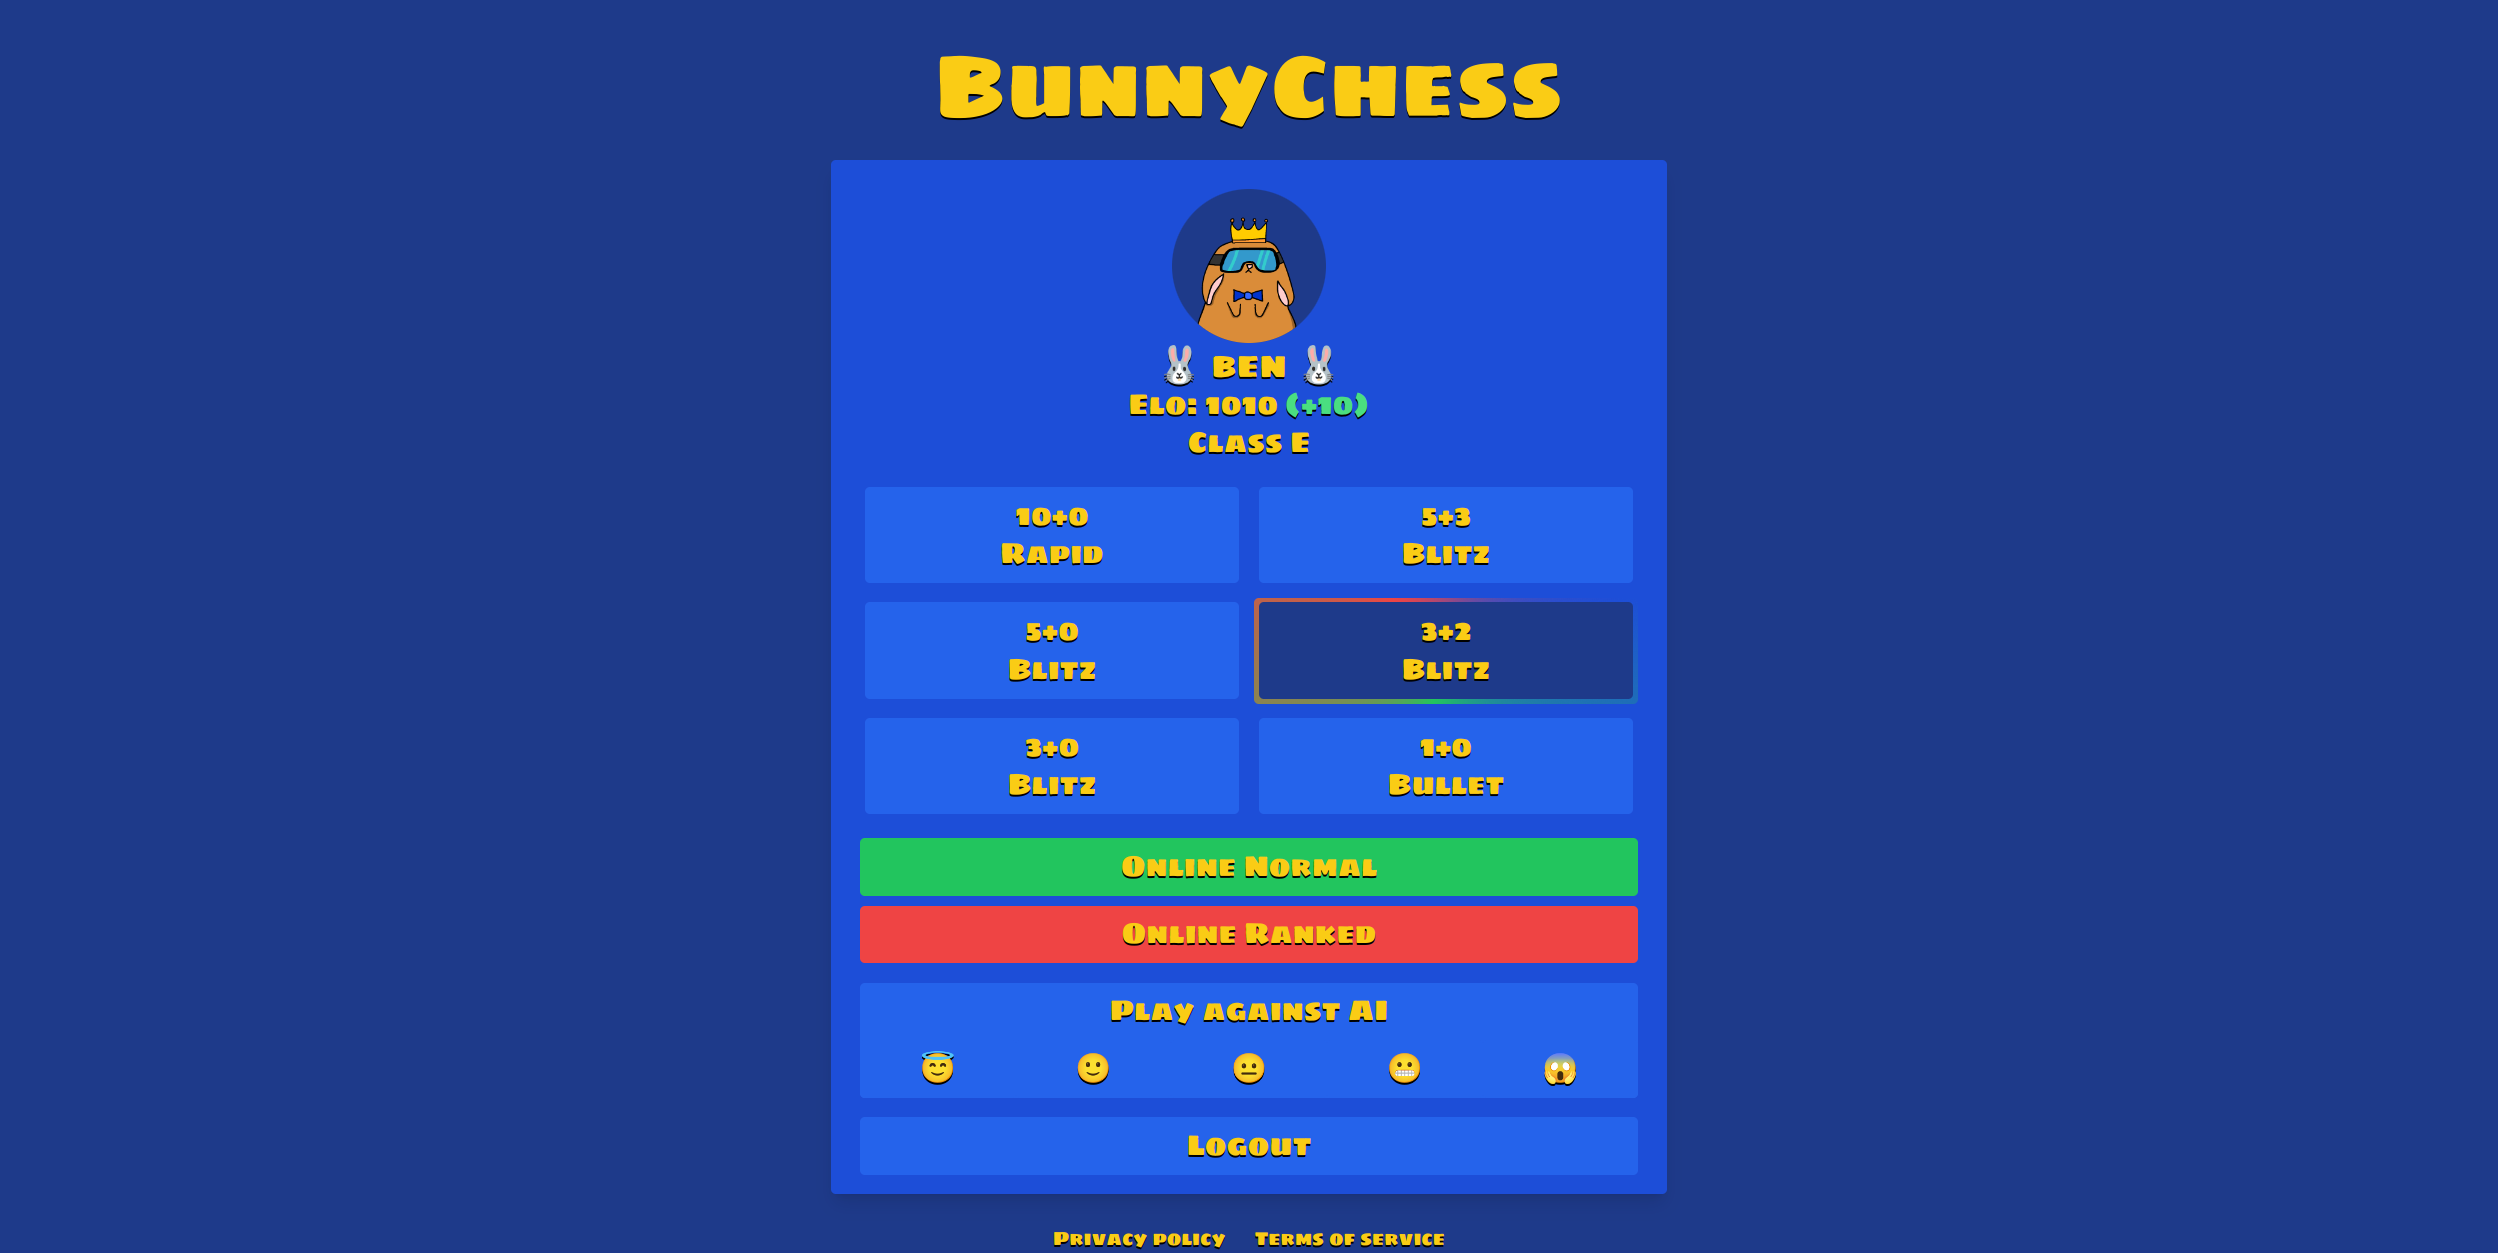 BunnyChess
🐰 BEN 🐰
Elo: 1010 (+10)
Class E
10+0
Rapid
5+3
Blitz
5+0
Blitz
3+2
Blitz
3+0
Blitz
1+0
Bullet
Online Normal
Online Ranked
Play against AI
😇 🙂 😐 😬 😱
Logout
Privacy policy Terms of service